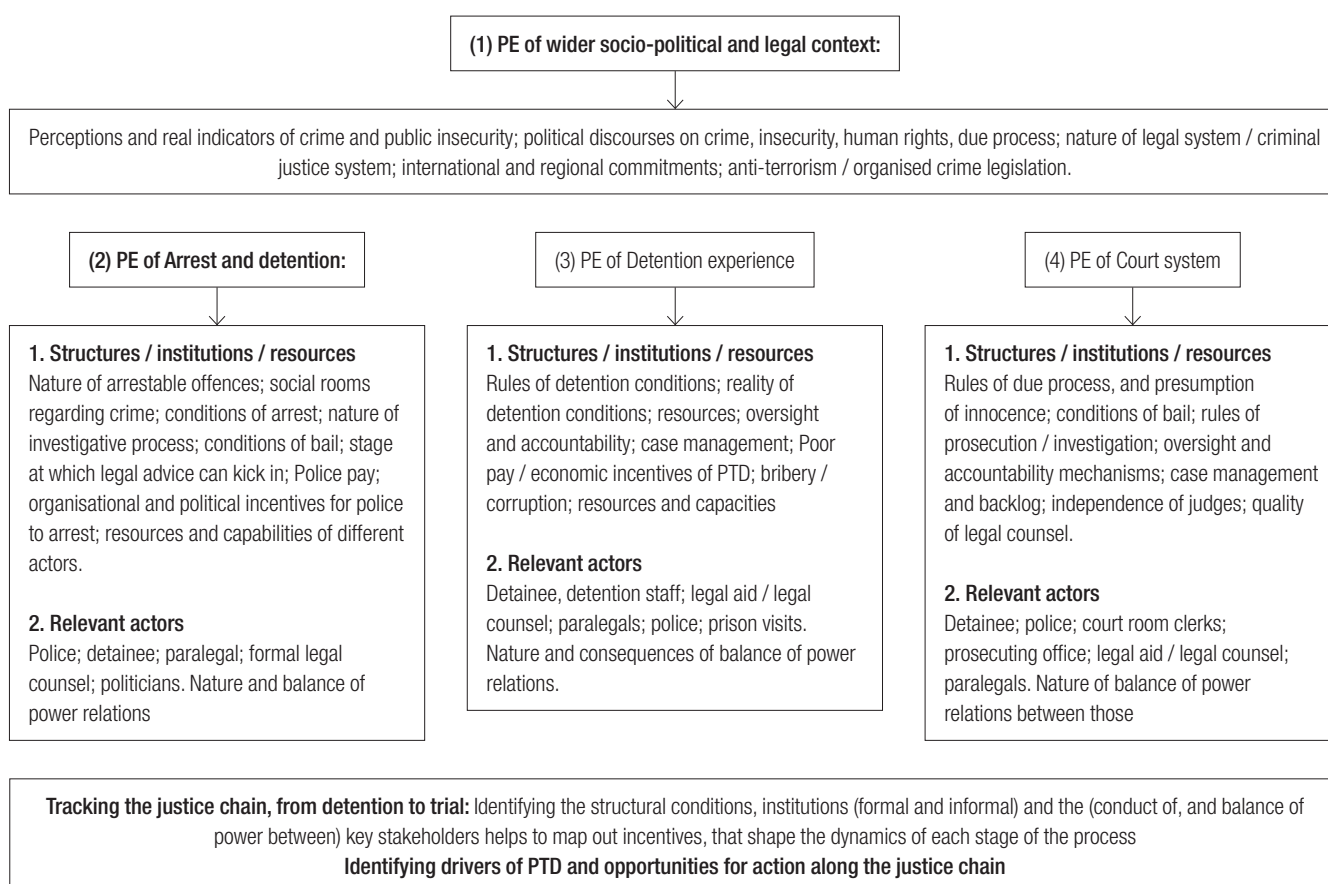 (1) PE of wider socio-political and legal context:
Perceptions and real indicators of crime and public insecurity; political discourses on crime, insecurity, human rights, due process; nature of legal system / criminal
justice system; international and regional commitments; anti-terrorism / organised crime legislation.
(2) PE of Arrest and detention:
1. Structures / institutions / resources
Nature of arrestable offences; social rooms
regarding crime; conditions of arrest; nature of
investigative process; conditions of bail; stage
at which legal advice can kick in; Police pay;
organisational and political incentives for police
to arrest; resources and capabilities of different
actors.
2. Relevant actors
Police; detainee; paralegal; formal legal
counsel; politicians. Nature and balance of
power relations
(3) PE of Detention experience
1. Structures / institutions / resources
Rules of detention conditions; reality of
detention conditions; resources; oversight
and accountability; case management; Poor
pay / economic incentives of PTD; bribery /
corruption; resources and capacities
2. Relevant actors
Detainee, detention staff; legal aid / legal
counsel; paralegals; police; prison visits.
Nature and consequences of balance of power
relations.
(4) PE of Court system
1. Structures / institutions / resources
Rules of due process, and presumption
of innocence; conditions of bail; rules of
prosecution / investigation; oversight and
accountability mechanisms; case management
and backlog; independence of judges; quality
of legal counsel.
2. Relevant actors
Detainee; police; court room clerks;
prosecuting office; legal aid / legal counsel;
paralegals. Nature of balance of power
relations between those
Tracking the justice chain, from detention to trial: Identifying the structural conditions, institutions (formal and informal) and the (conduct of, and balance of
power between) key stakeholders helps to map out incentives, that shape the dynamics of each stage of the process
Identifying drivers of PTD and opportunities for action along the justice chain